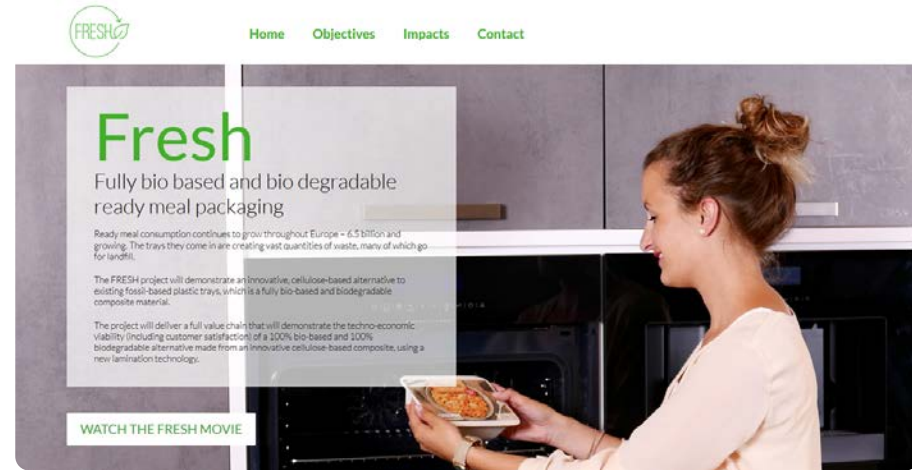 FRESH
Home Objectives Impacts Contact
Fresh
Fully bio based and bio degradable
ready meal packaging
Ready meal consumption continues to grow throughout Europe – 6.5 billion and
growing. The trays they come in are creating vast quantities of waste, many of which go
for landfill.
The FRESH project will demonstrate an innovative, cellulose-based alternative to
existing fossil-based plastic trays, which is a fully bio-based and biodegradable
composite material.
The project will deliver a full value chain that will demonstrate the techno-economic
viability (including customer satisfaction) of a 100% bio-based and 100%
biodegradable alternative made from an innovative cellulose-based composite, using a
new lamination technology.
WATCH THE FRESH MOVIE